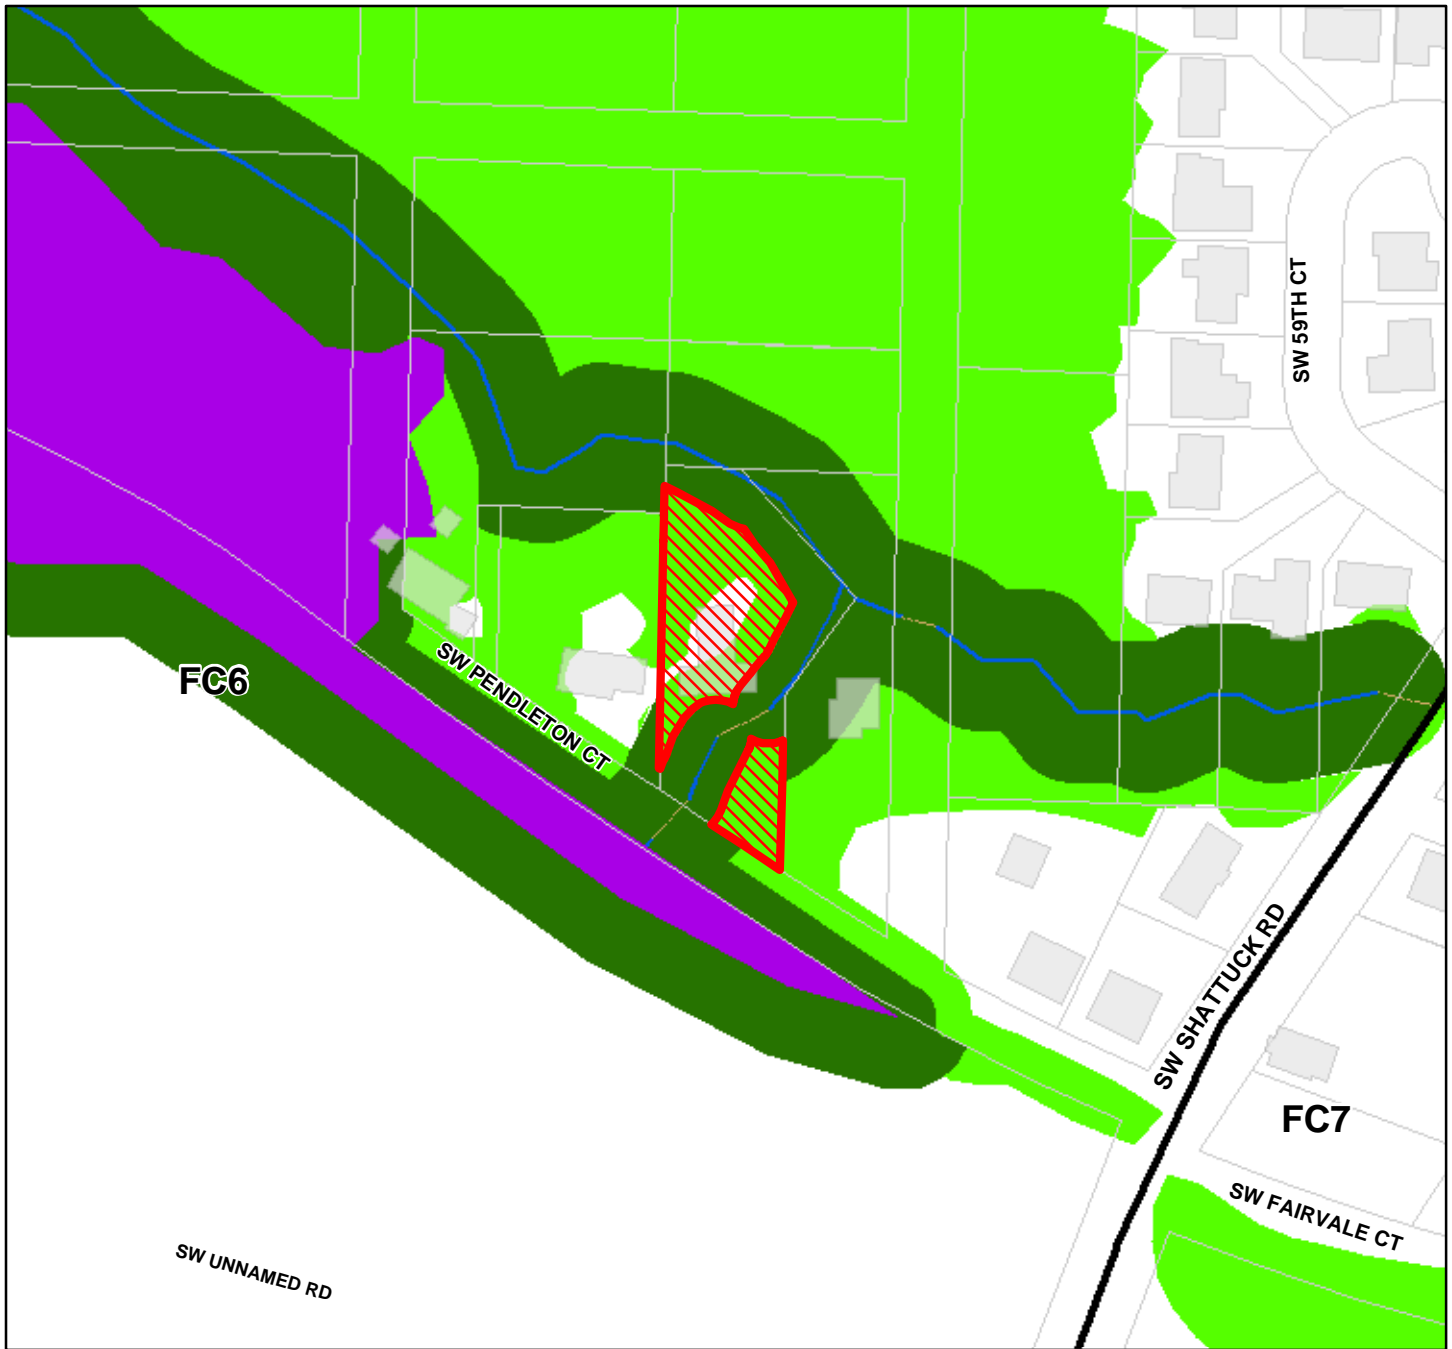 SW 59TH CT
SW PENDLETON CT
FC6
SW SHATTUCK RD
FC7
SW FAIRVALE CT
SW UNNAMED RD